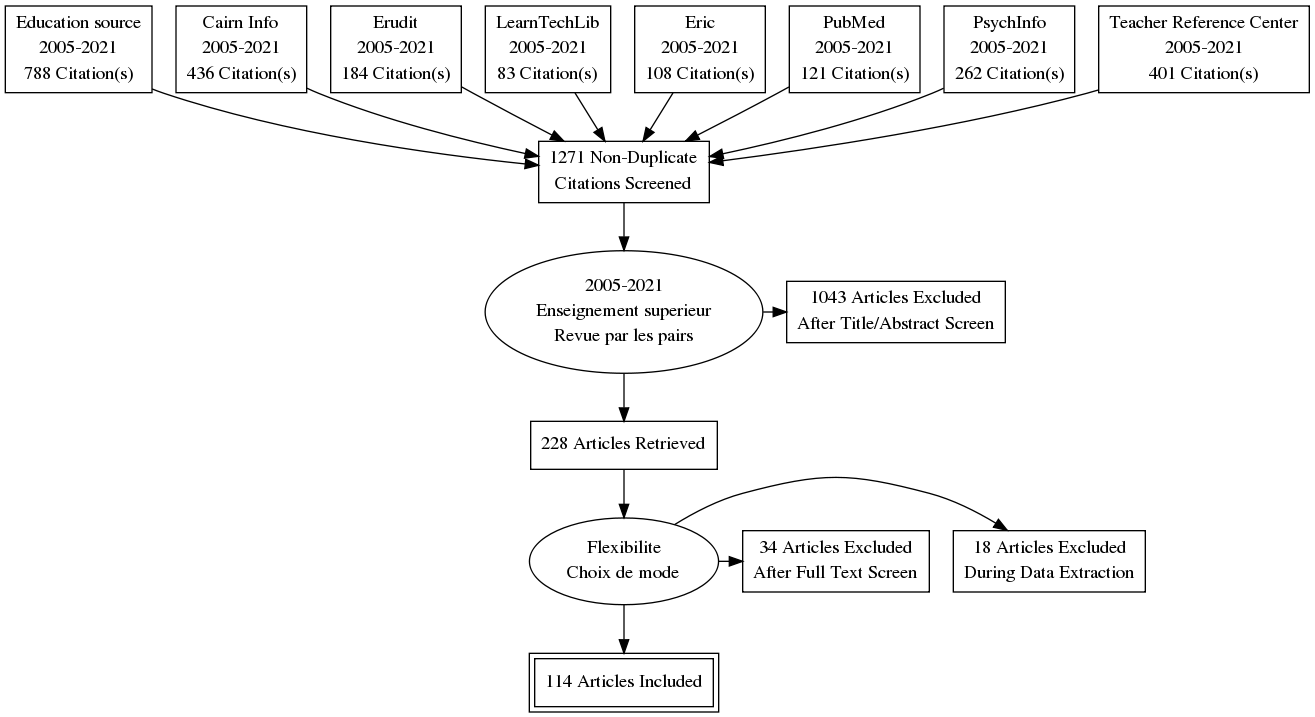 Education source
2005-2021
788 Citation(s)
Cairn Info
2005-2021
436 Citation(s)
Erudit
2005-2021
184 Citation(s)
LearnTechLib
2005-2021
83 Citation(s)
Eric
2005-2021
108 Citation(s)
PubMed
2005-2021
121 Citation(s)
PsychInfo
2005-2021
262 Citation(s)
Teacher Reference Center
2005-2021
401 Citation(s)
1271 Non-Duplicate
Citations Screened
2005-2021
Enseignement superieur
Revue par les pairs
1043 Articles Excluded
After Title/Abstract Screen
228 Articles Retrieved
Flexibilite
Choix de mode
34 Articles Excluded
After Full Text Screen
18 Articles Excluded
During Data Extraction
114 Articles Included